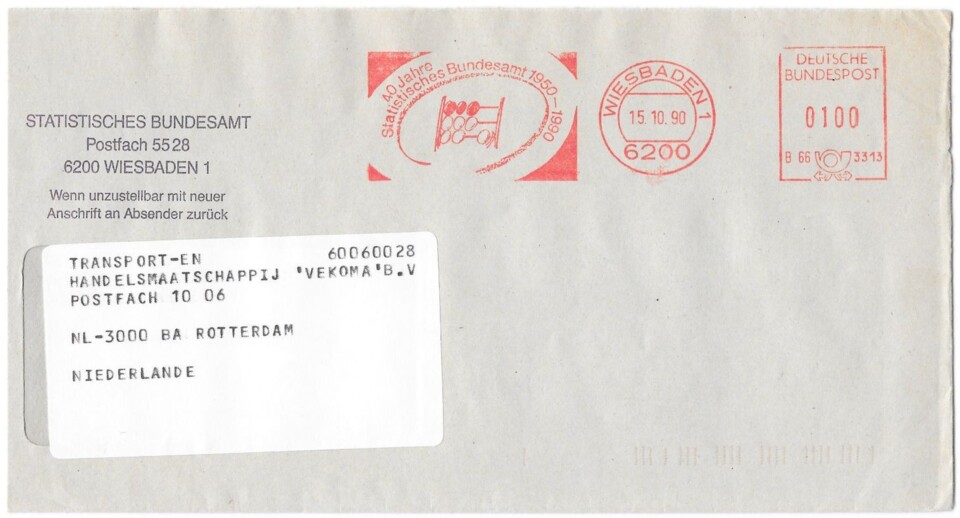 STATISTISCHES BUNDESAMT
Postfach 55 28
6200 WIESBADEN 1
Wenn unzustellbar mit neuer
Anschrift an Absender zurück
40 Jahre
Statistisches Bundesamt 1950-1990
WIESBADEN 1
15.10.90
6200
DEUTSCHE
BUNDESPOST
0100
B 66 3313
TRANSPORT-EN 60060028
HANDELSMAATSCHAPPIJ 'VEKOMA'B.V
POSTFACH 10 06
NL-3000 BA ROTTERDAM
NIEDERLANDE